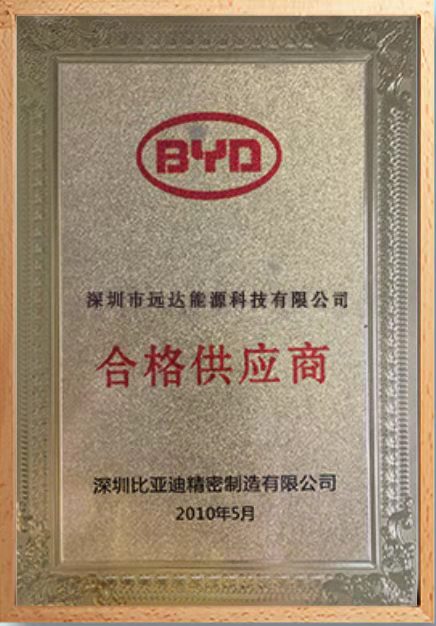 BYD
深圳市远达能源科技有限公司
合格供应商
深圳比亚迪精密制造有限公司
2010年5月